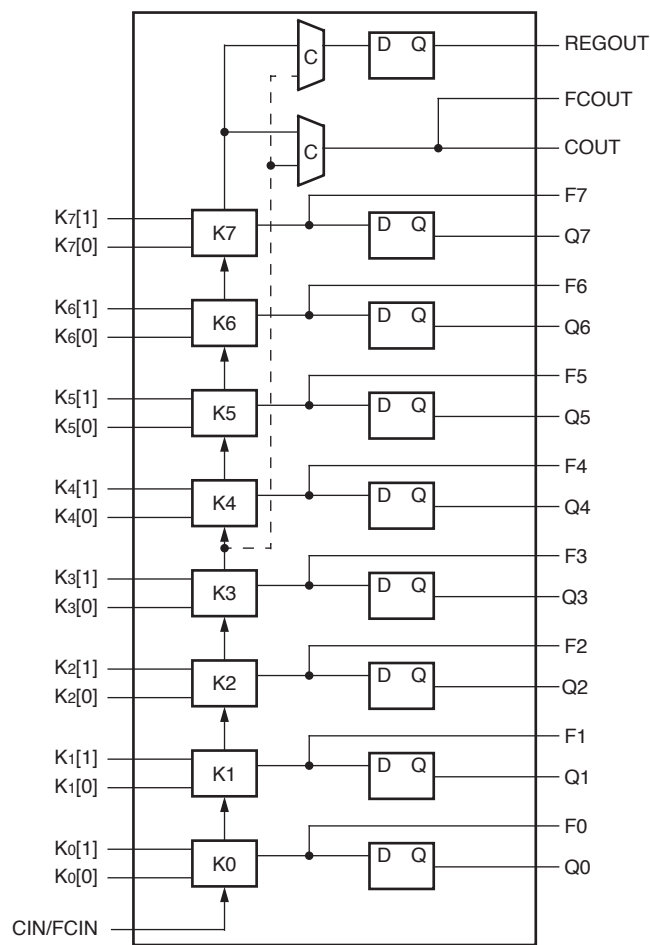 REGOUT
D Q
C
FCOUT
COUT
C
F7
K7[1]
K7[0]
K7
D Q
Q7
F6
K6[1]
K6[0]
K6
D Q
Q6
F5
K5[1]
K5[0]
K5
D Q
Q5
F4
K4[1]
K4[0]
K4
D Q
Q4
F3
K3[1]
K3[0]
K3
D Q
Q3
F2
K2[1]
K2[0]
K2
D Q
Q2
F1
K1[1]
K1[0]
K1
D Q
Q1
F0
K0[1]
K0[0]
K0
D Q
Q0
CIN/FCIN